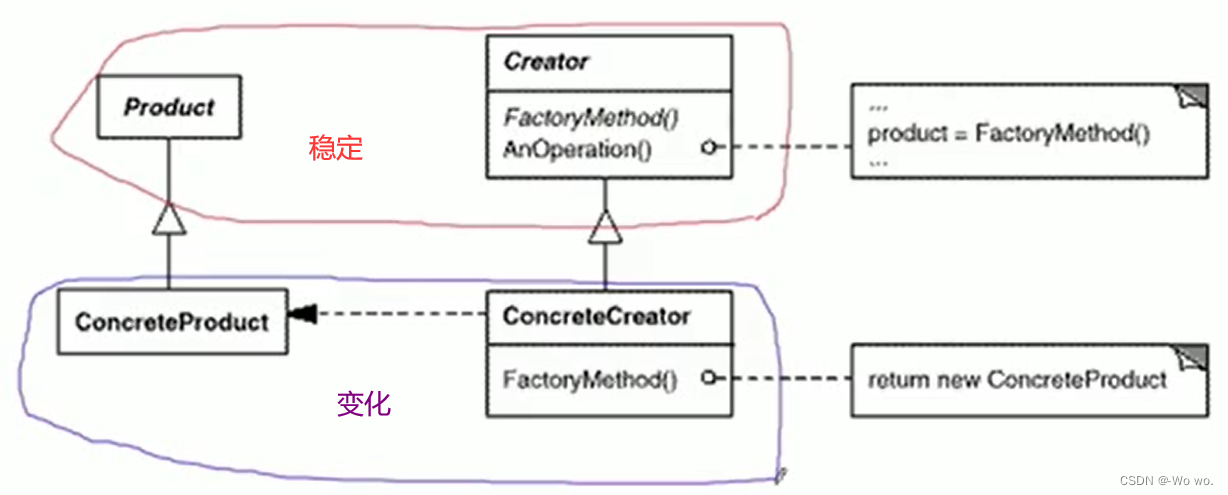 Creator
Product
FactoryMethod()
AnOperation()
稳定
...
product = FactoryMethod()
...
ConcreteProduct
ConcreteCreator
FactoryMethod()
return new ConcreteProduct
变化
CSDN @-Wo wo.